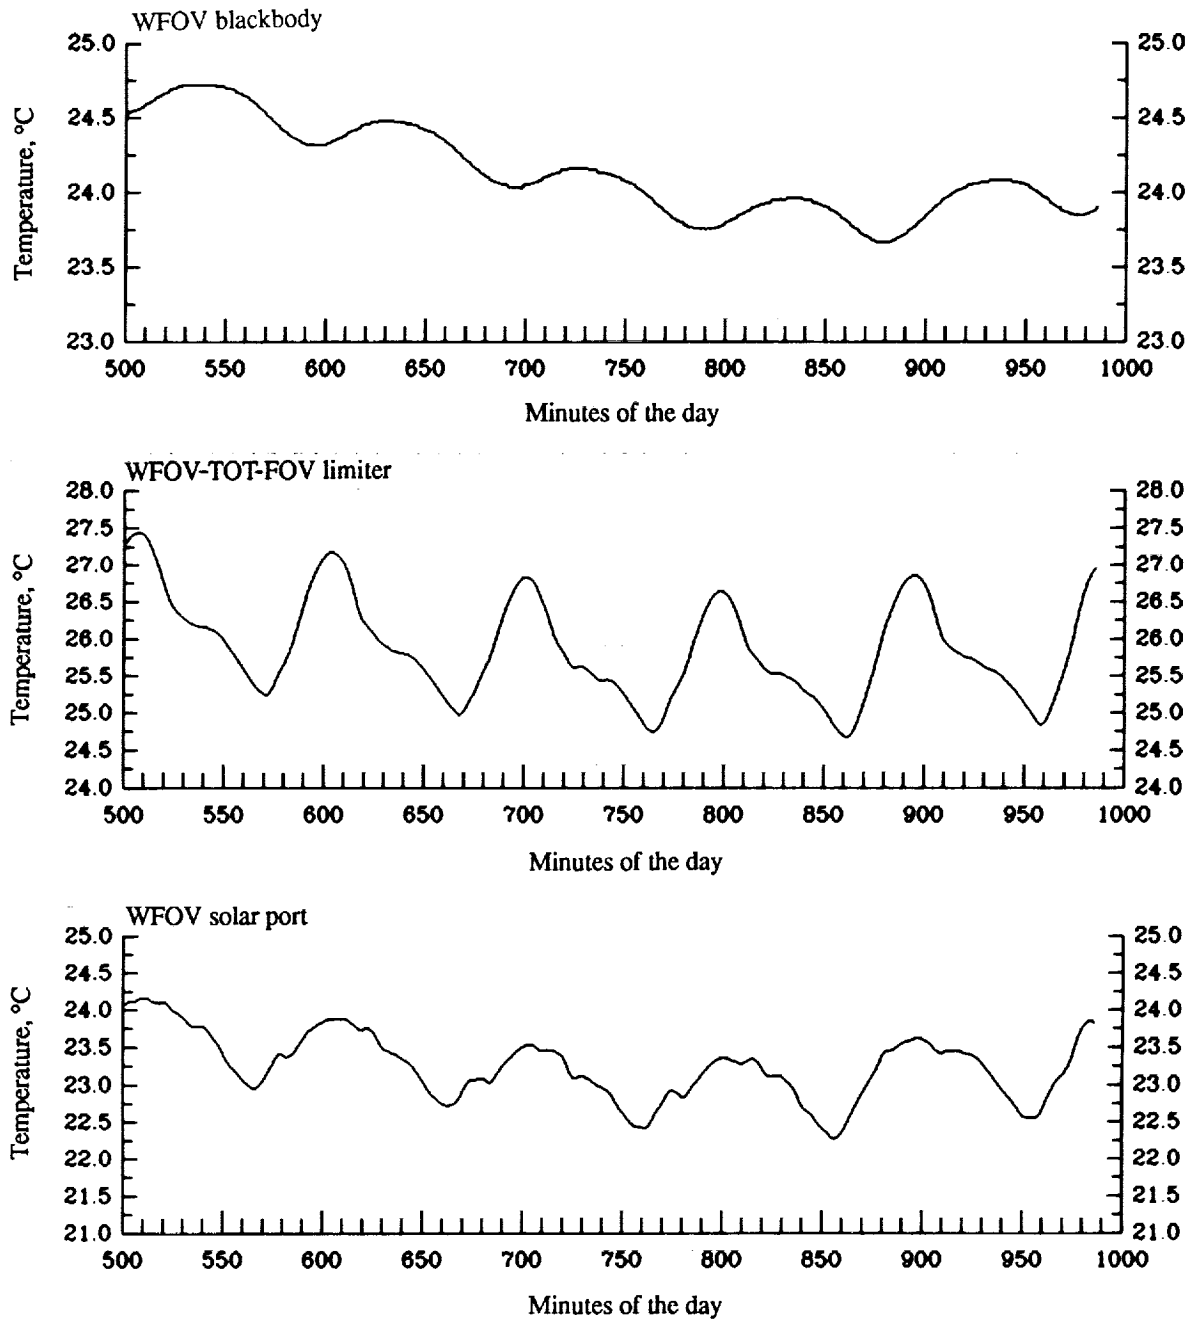 WFOV blackbody
25.0 25.0
24.5 24.5
24.0 24.0
23.5 23.5
23.0 23.0
Temperature, °C
500 550 600 650 700 750 800 850 900 950 1000
Minutes of the day
WFOV-TOT-FOV limiter
28.0 28.0
27.5 27.5
27.0 27.0
26.5 26.5
26.0 26.0
25.5 25.5
25.0 25.0
24.5 24.5
24.0 24.0
Temperature, °C
500 550 600 650 700 750 800 850 900 950 1000
Minutes of the day
WFOV solar port
25.0 25.0
24.5 24.5
24.0 24.0
23.5 23.5
23.0 23.0
22.5 22.5
22.0 22.0
21.5 21.5
21.0 21.0
Temperature, °C
500 550 600 650 700 750 800 850 900 950 1000
Minutes of the day